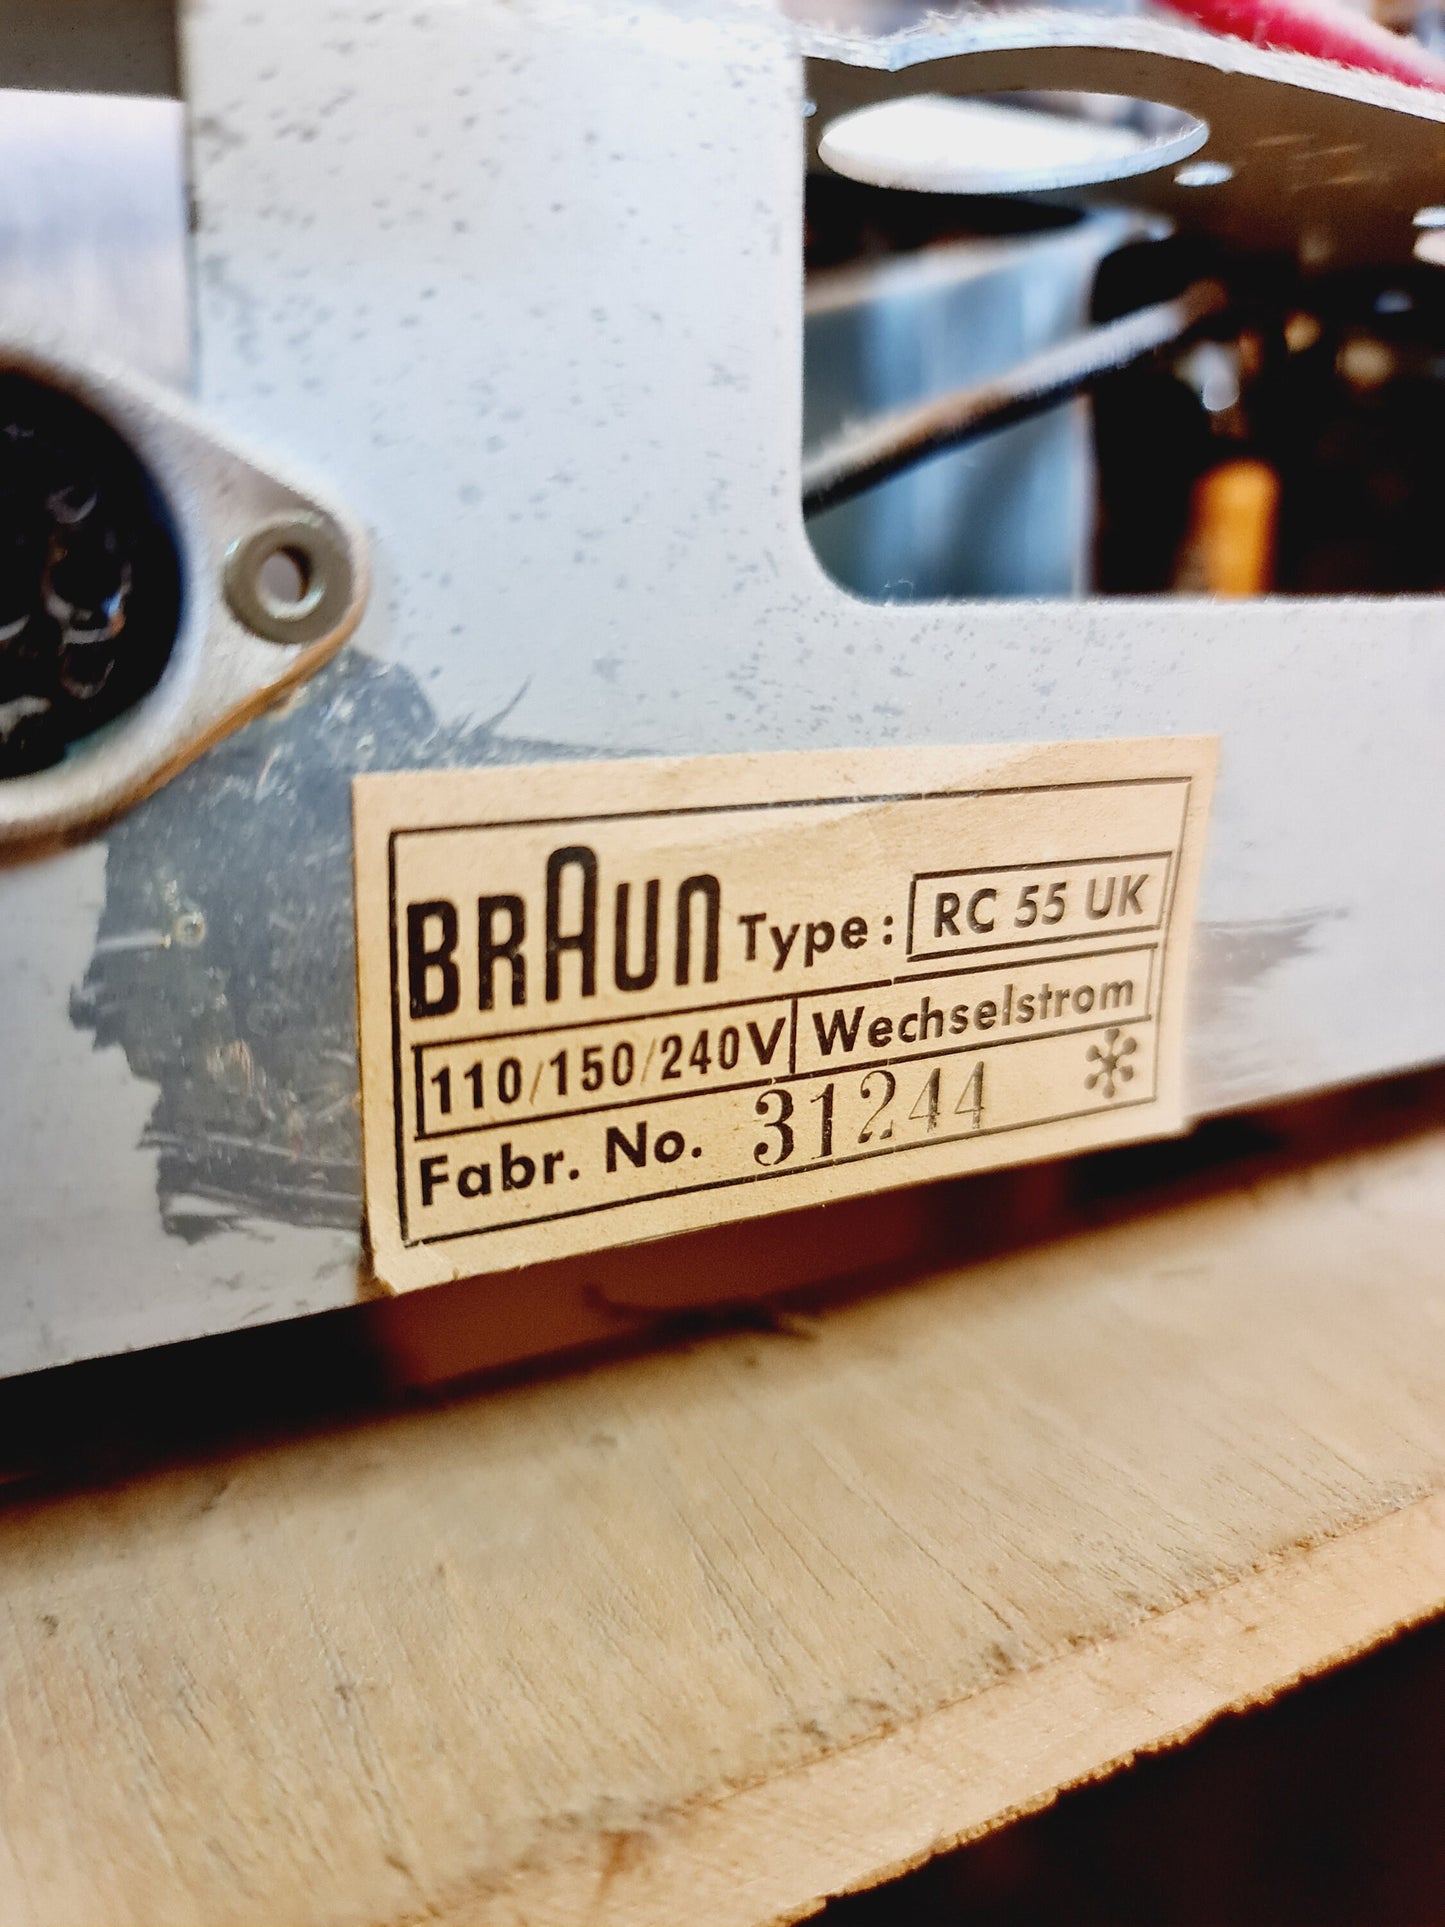 BRAUN Type: RC 55 UK
110/150/240V Wechselstrom
Fabr. No. 31244